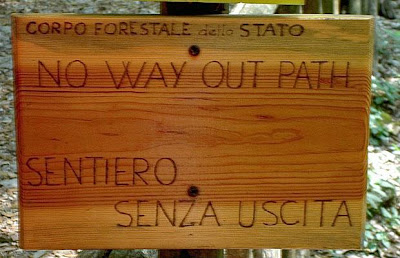 CORPO FORESTALE dello STATO
NO WAY OUT PATH
SENTIERO
SENZA USCITA